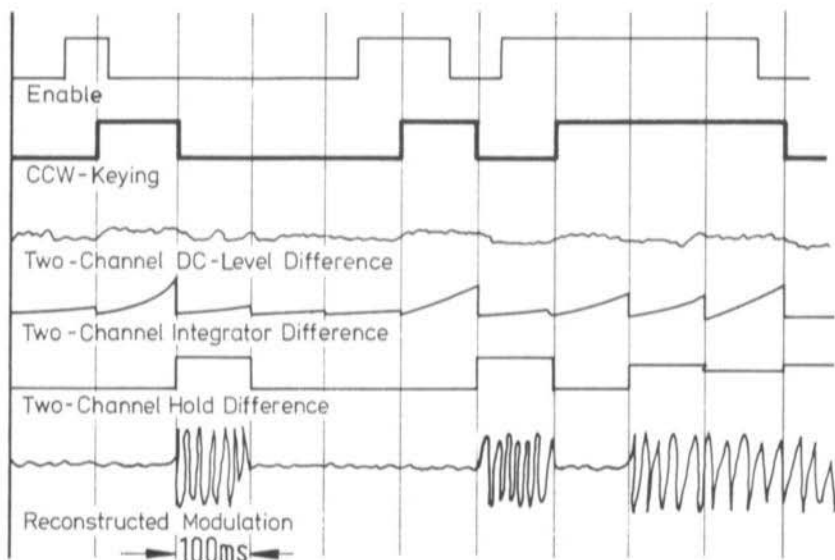 Enable
CCW-Keying
Two-Channel DC-Level Difference
Two-Channel Integrator Difference
Two-Channel Hold Difference
Reconstructed Modulation
100ms